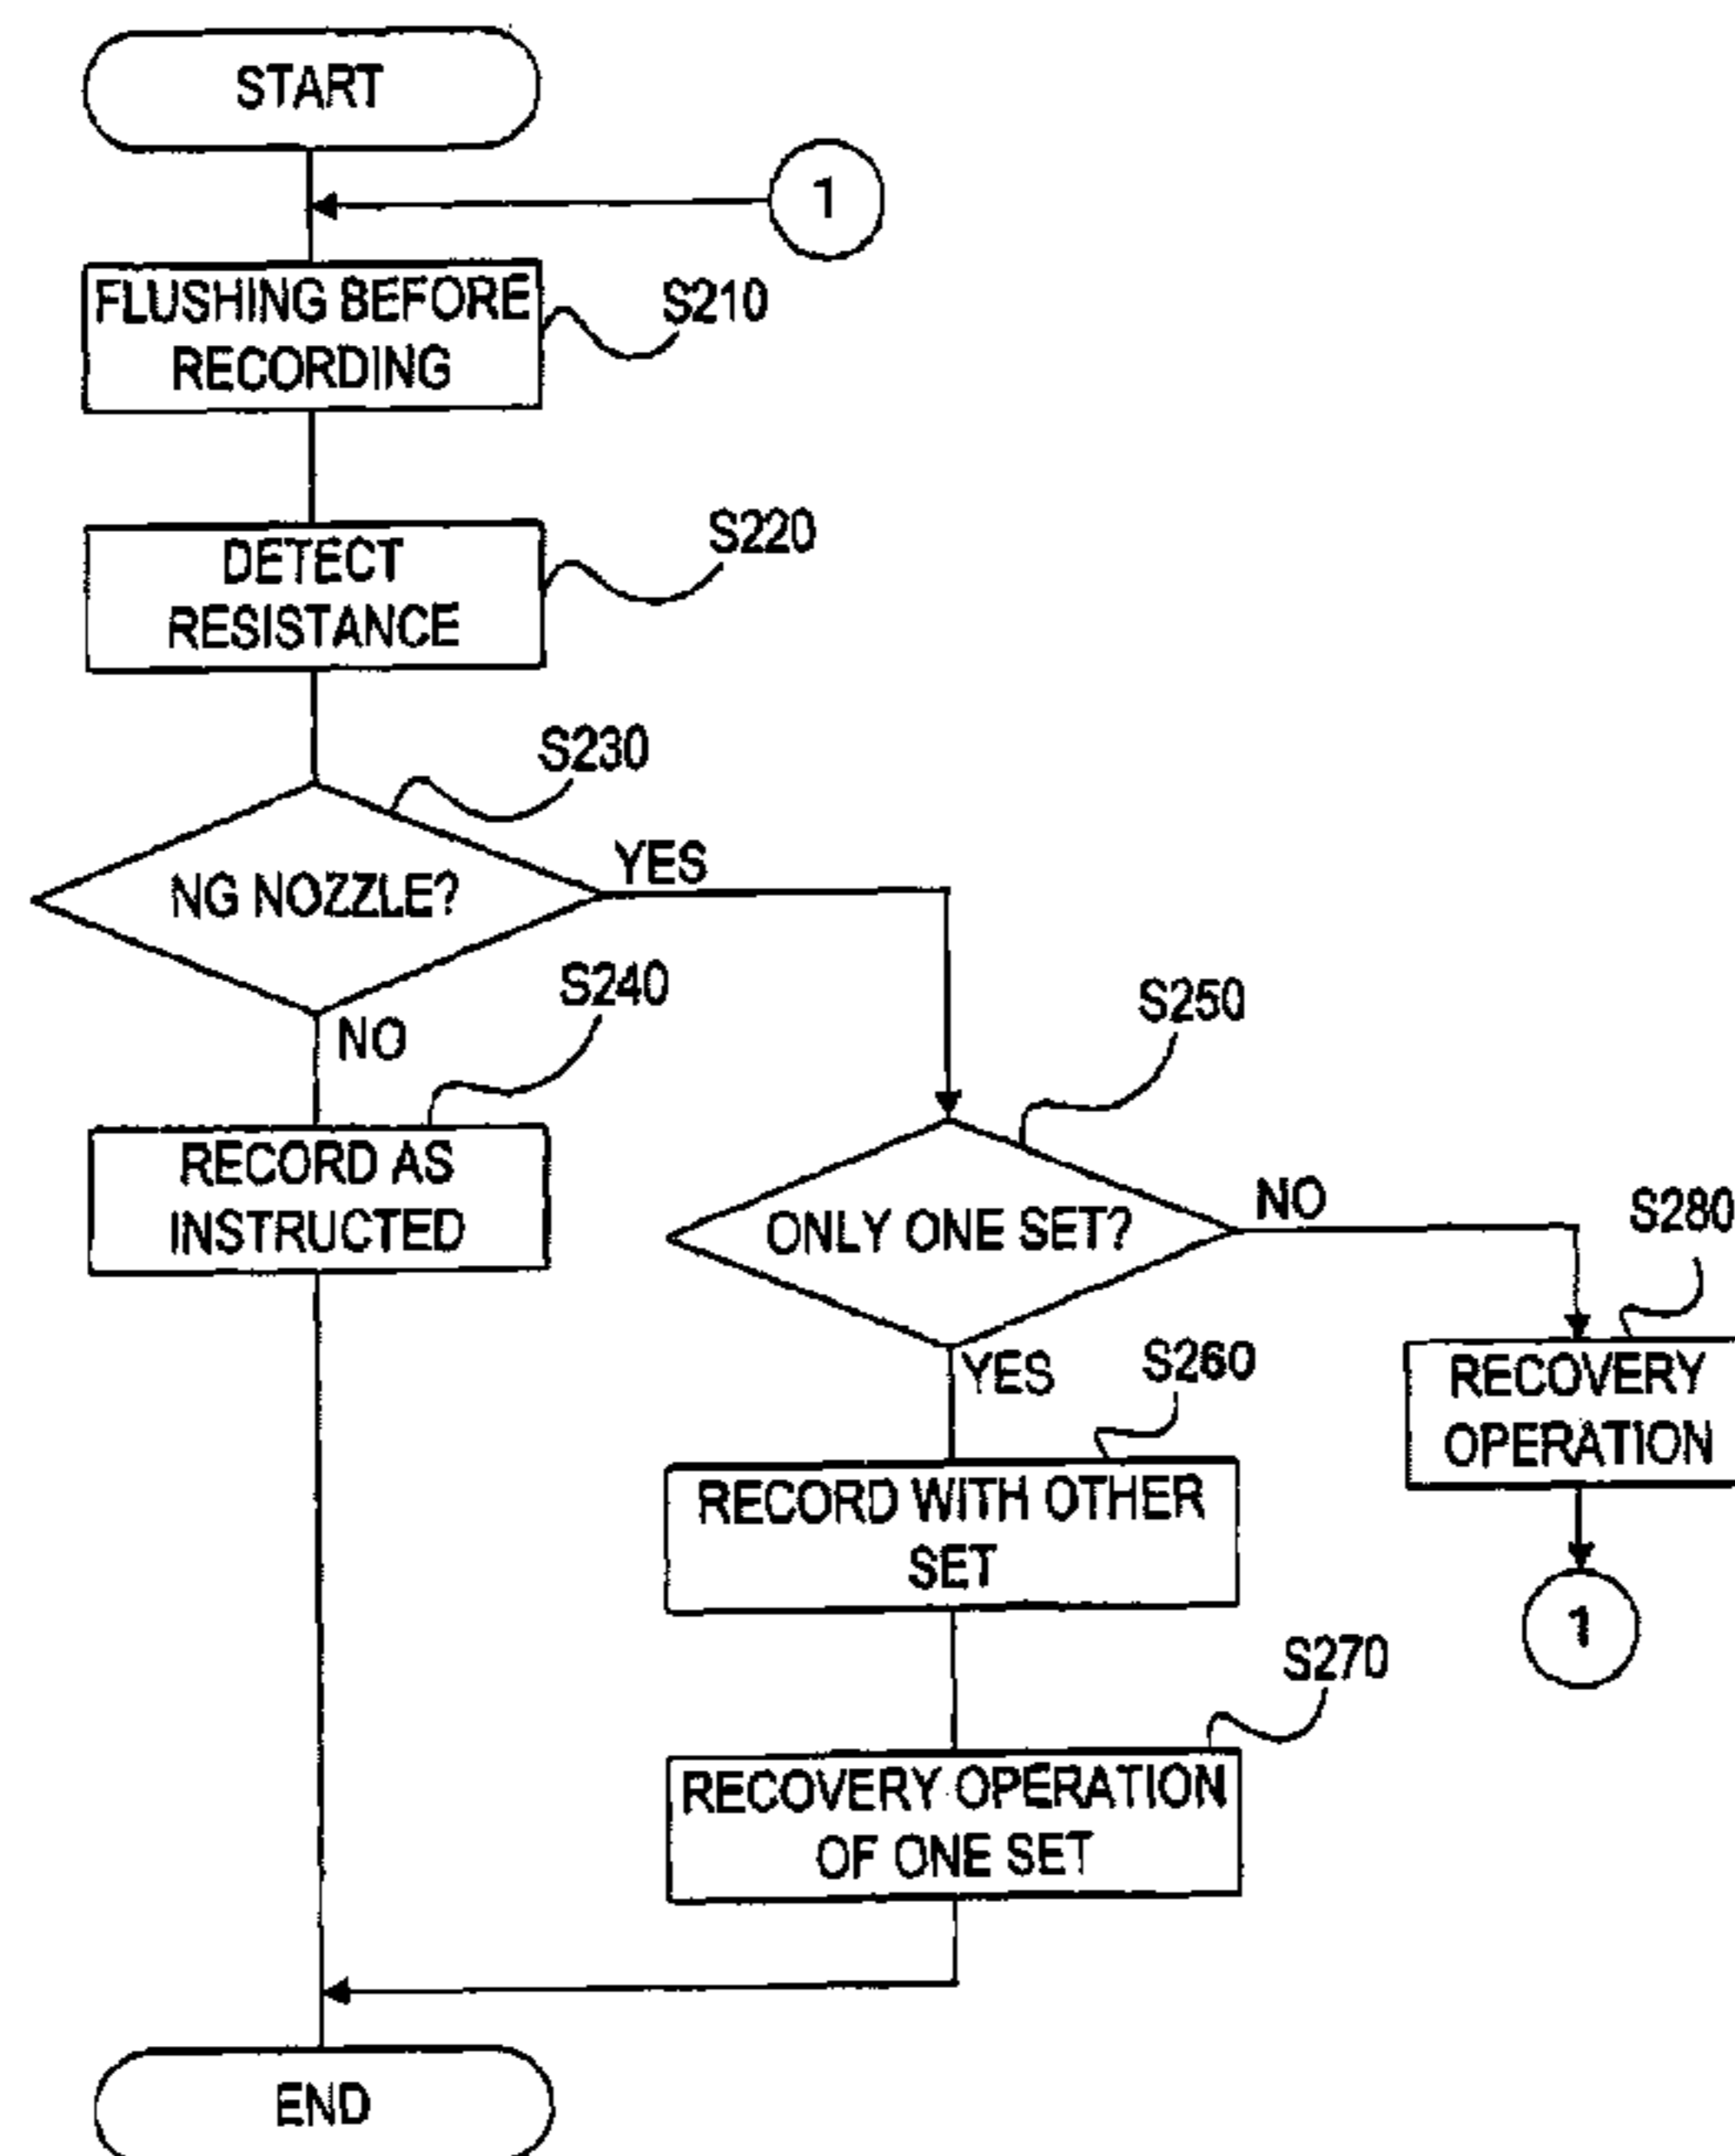 START
1
FLUSHING BEFORE
RECORDING
S210
DETECT
RESISTANCE
S220
S230
NG NOZZLE?
YES
NO
S240
RECORD AS
INSTRUCTED
S250
ONLY ONE SET?
NO
YES
S280
RECOVERY
OPERATION
1
S260
RECORD WITH OTHER
SET
S270
RECOVERY OPERATION
OF ONE SET
END